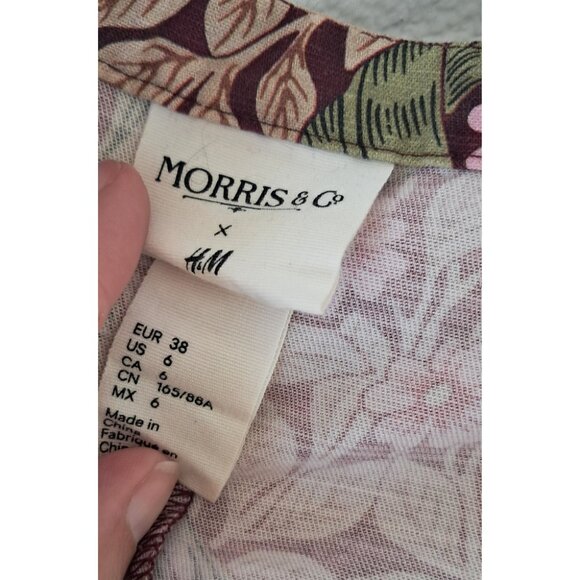 MORRIS & Co
x
H&M
EUR 38
US 6
CA 6
CN 165/88A
MX 6
Made in
China
Fabriqué en